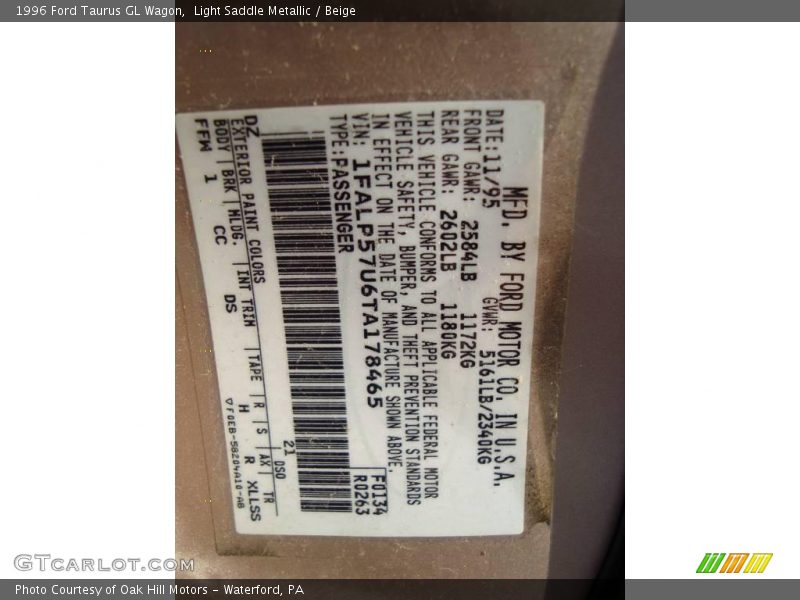 1996 Ford Taurus GL Wagon, Light Saddle Metallic / Beige
MFD. BY FORD MOTOR CO. IN U.S.A.
DATE: 11/95 GVWR: 5161LB/2340KG
FRONT GAWR: 2584LB 1172KG
REAR GAWR: 2602LB 1180KG
THIS VEHICLE CONFORMS TO ALL APPLICABLE FEDERAL MOTOR
VEHICLE SAFETY, BUMPER, AND THEFT PREVENTION STANDARDS
IN EFFECT ON THE DATE OF MANUFACTURE SHOWN ABOVE.
VIN: 1FALP57U6TA178465 F0134
TYPE: PASSENGER R0263
21
DZ DSO
EXTERIOR PAINT COLORS
BODY BRK MLDG. INT TRIM TAPE R S AX TR
FFW 1 CC DS H R XLLSS
▽F0EB-58204A10-AB
GTCARLOT.COM
Photo Courtesy of Oak Hill Motors - Waterford, PA